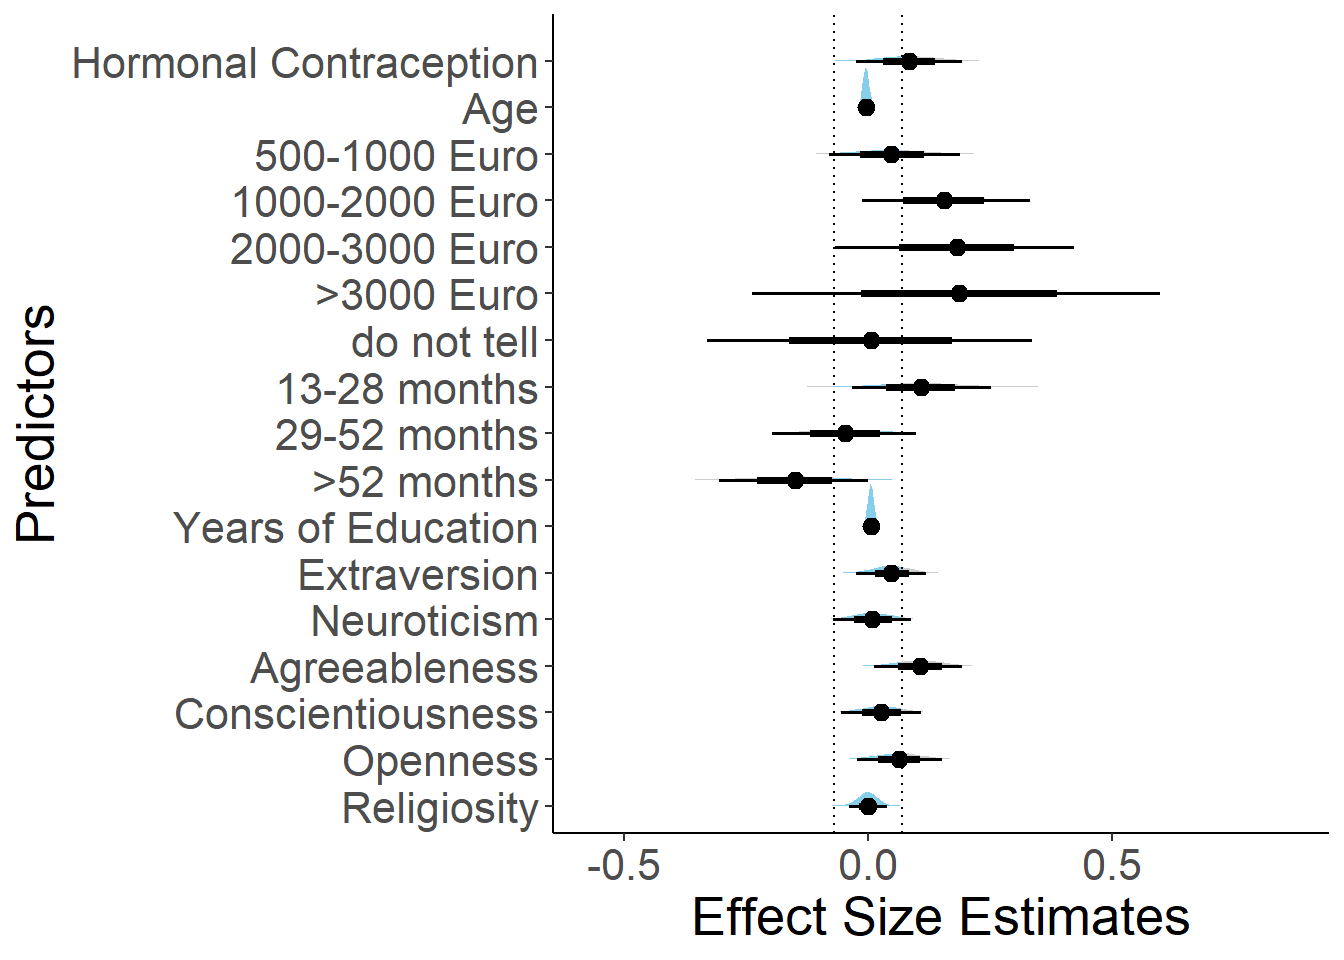 Predictors
Hormonal Contraception
Age
500-1000 Euro
1000-2000 Euro
2000-3000 Euro
>3000 Euro
do not tell
13-28 months
29-52 months
>52 months
Years of Education
Extraversion
Neuroticism
Agreeableness
Conscientiousness
Openness
Religiosity
-0.5 0.0 0.5
Effect Size Estimates